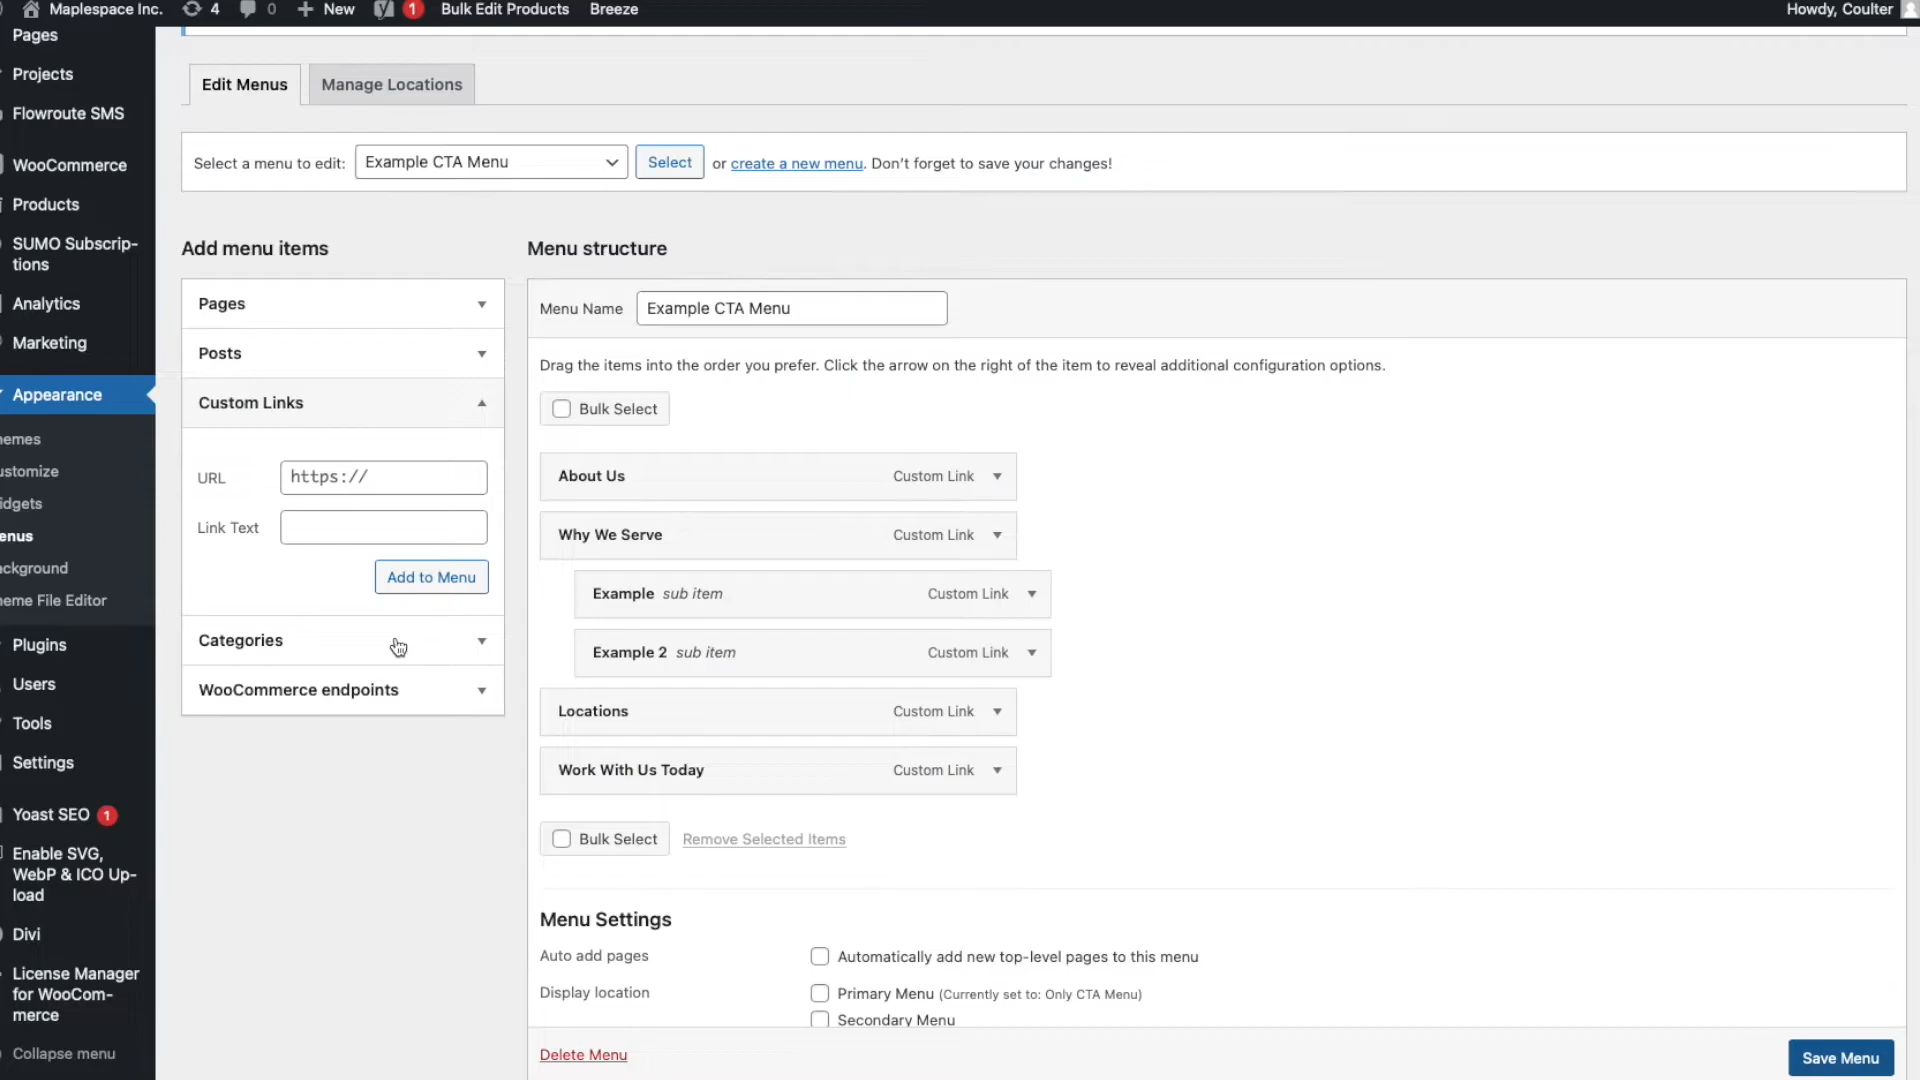 Maplespace Inc. 4 0 New 1 Bulk Edit Products Breeze Howdy, Coulter
Pages
Projects
Flowroute SMS
WooCommerce
Products
SUMO Subscrip-
tions
Analytics
Marketing
Appearance
emes
ustomize
idgets
enus
ackground
eme File Editor
Plugins
Users
Tools
Settings
Yoast SEO 1
Enable SVG,
WebP & ICO Up-
load
Divi
License Manager
for WooCom-
merce
Collapse menu
Edit Menus Manage Locations
Select a menu to edit: Example CTA Menu Select or create a new menu. Don’t forget to save your changes!
Add menu items
Pages
Posts
Custom Links
URL https://
Link Text
Add to Menu
Categories
WooCommerce endpoints
Menu structure
Menu Name Example CTA Menu
Drag the items into the order you prefer. Click the arrow on the right of the item to reveal additional configuration options.
Bulk Select
About Us Custom Link
Why We Serve Custom Link
Example sub item Custom Link
Example 2 sub item Custom Link
Locations Custom Link
Work With Us Today Custom Link
Bulk Select Remove Selected Items
Menu Settings
Auto add pages Automatically add new top-level pages to this menu
Display location Primary Menu (Currently set to: Only CTA Menu)
Secondary Menu
Delete Menu Save Menu